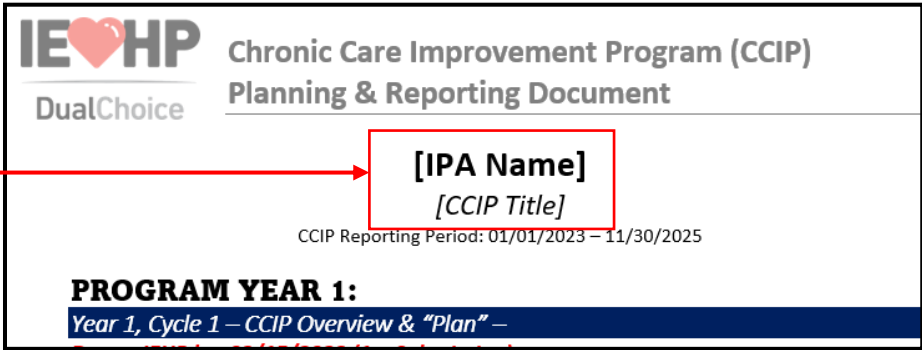 IEHP
Chronic Care Improvement Program (CCIP)
Planning & Reporting Document
DualChoice
[IPA Name]
[CCIP Title]
CCIP Reporting Period: 01/01/2023 – 11/30/2025
PROGRAM YEAR 1:
Year 1, Cycle 1 – CCIP Overview & “Plan” –